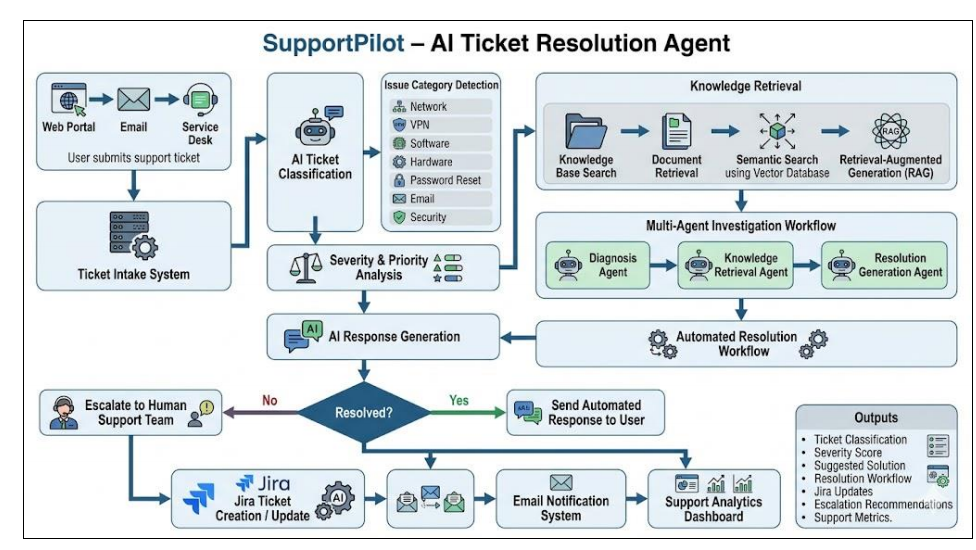 SupportPilot – AI Ticket Resolution Agent
Web Portal
Email
Service
Desk
User submits support ticket
Ticket Intake System
AI Ticket
Classification
Issue Category Detection
Network
VPN
Software
Hardware
Password Reset
Email
Security
Severity & Priority
Analysis
Knowledge Retrieval
Knowledge
Base Search
Document
Retrieval
Semantic Search
using Vector Database
RAG
Retrieval-Augmented
Generation (RAG)
Multi-Agent Investigation Workflow
Diagnosis
Agent
Knowledge
Retrieval Agent
Resolution
Generation Agent
Automated Resolution
Workflow
AI
AI Response Generation
Resolved?
No
Yes
Escalate to Human
Support Team
Send Automated
Response to User
Jira
Jira Ticket
Creation / Update
AI
Email Notification
System
Support Analytics
Dashboard
Outputs
• Ticket Classification
• Severity Score
• Suggested Solution
• Resolution Workflow
• Jira Updates
• Escalation Recommendations
• Support Metrics.